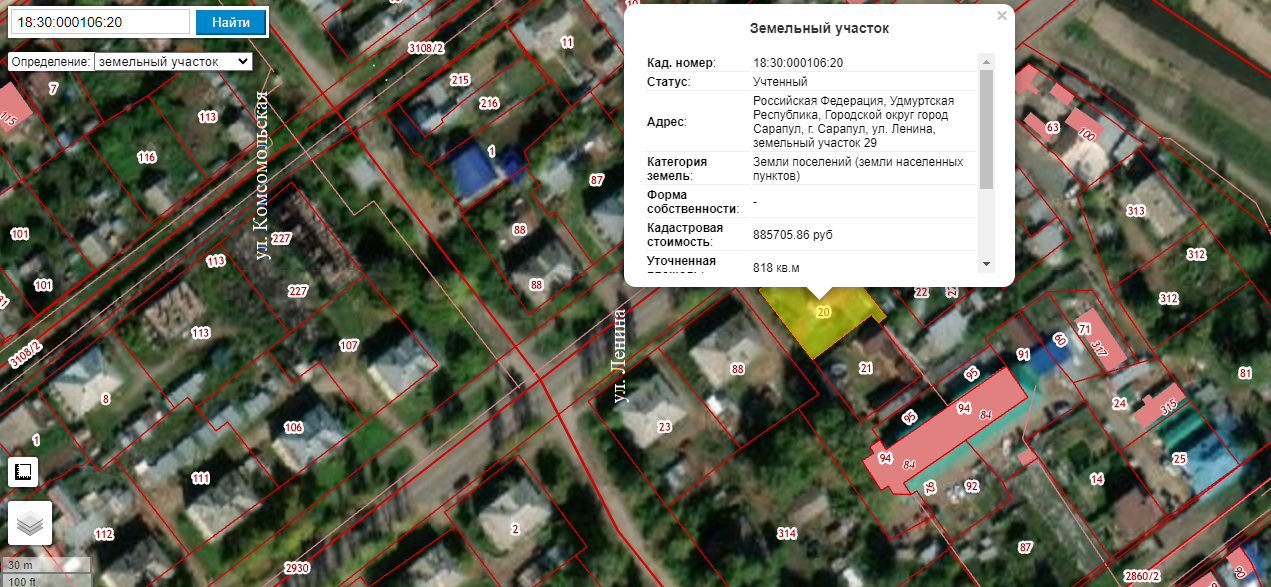 18:30:000106:20
Найти
Определение:
земельный участок
Земельный участок
×
Кад. номер:
18:30:000106:20
Статус:
Учтенный
Адрес:
Российская Федерация, Удмуртская
Республика, Городской округ город
Сарапул, г. Сарапул, ул. Ленина,
земельный участок 29
Категория
земель:
Земли поселений (земли населенных
пунктов)
Форма
собственности:
-
Кадастровая
стоимость:
885705.86 руб
Уточненная
818 кв.м
11
3108/2
215
216
7
113
115
116
1
87
63
100
ул. Комсомольская
101
227
88
313
312
113
101
227
88
22
312
20
113
107
3108/2
ул. Ленина
71
317
60
91
88
21
95
81
8
24
315
95
94
84
106
23
1
94
84
25
111
92
92
14
2
314
112
87
2930
2860/2
90
30 m
100 ft